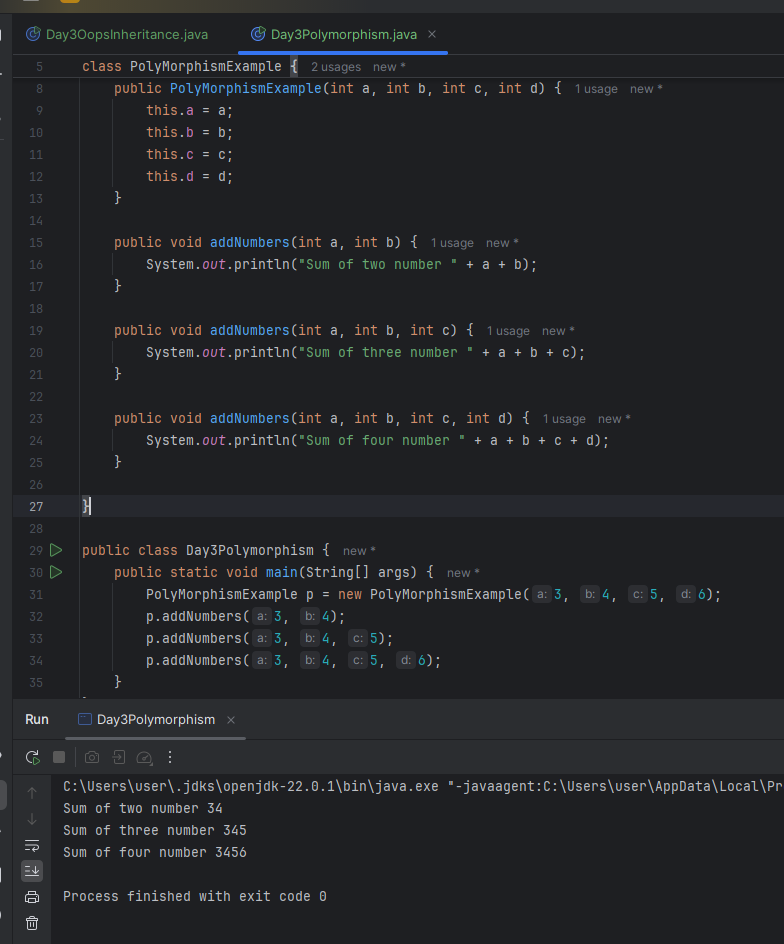 Day3OopsInheritance.java Day3Polymorphism.java
5 class PolyMorphismExample { 2 usages new *
8 public PolyMorphismExample(int a, int b, int c, int d) { 1 usage new *
9 this.a = a;
10 this.b = b;
11 this.c = c;
12 this.d = d;
13 }
14
15 public void addNumbers(int a, int b) { 1 usage new *
16 System.out.println("Sum of two number " + a + b);
17 }
18
19 public void addNumbers(int a, int b, int c) { 1 usage new *
20 System.out.println("Sum of three number " + a + b + c);
21 }
22
23 public void addNumbers(int a, int b, int c, int d) { 1 usage new *
24 System.out.println("Sum of four number " + a + b + c + d);
25 }
26
27 }
28
29 public class Day3Polymorphism { new *
30 public static void main(String[] args) { new *
31 PolyMorphismExample p = new PolyMorphismExample( a: 3, b: 4, c: 5, d: 6);
32 p.addNumbers( a: 3, b: 4);
33 p.addNumbers( a: 3, b: 4, c: 5);
34 p.addNumbers( a: 3, b: 4, c: 5, d: 6);
35 }
Run Day3Polymorphism
C:\Users\user\.jdks\openjdk-22.0.1\bin\java.exe "-javaagent:C:\Users\user\AppData\Local\Pr
Sum of two number 34
Sum of three number 345
Sum of four number 3456
Process finished with exit code 0